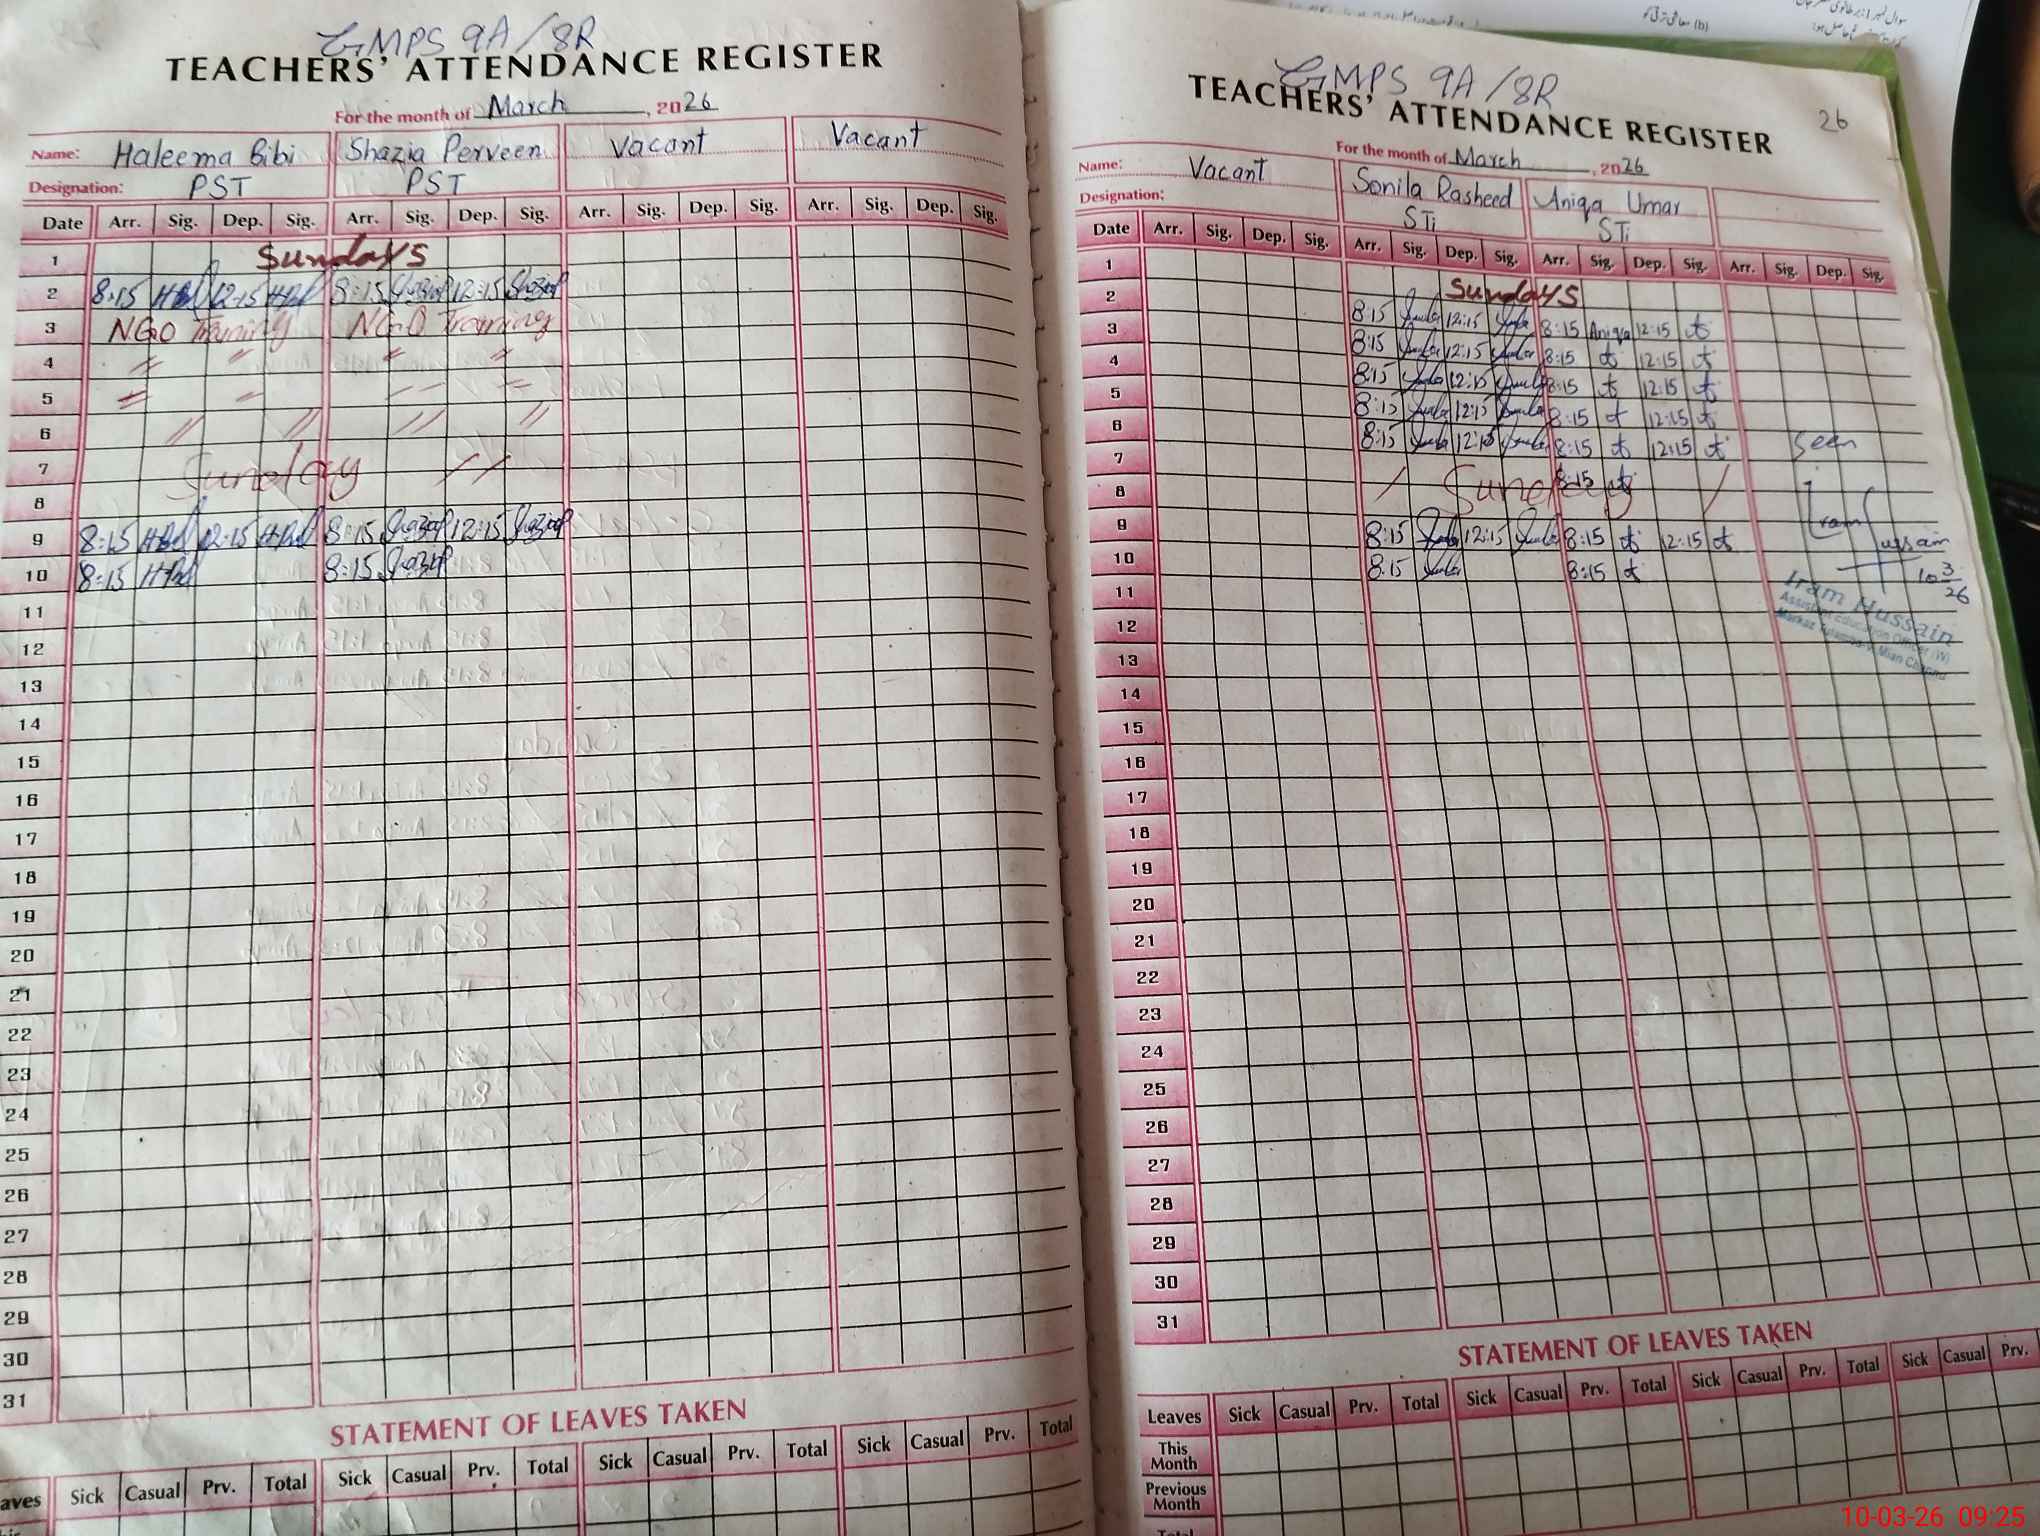 GMPS 9A/8R
TEACHERS' ATTENDANCE REGISTER
For the month of March, 2026
Name: Haleema Bibi Shazia Perveen Vacant Vacant
Designation: PST PST
Date Arr. Sig. Dep. Sig. Arr. Sig. Dep. Sig. Arr. Sig. Dep. Sig. Arr. Sig. Dep. Sig.
1 Sundays
2 8:15 12:15 8:15 Shazia 12:15 Shazia
3 NGO Training NGO Training
4 〃 〃 〃 〃
5 〃 〃 〃 〃
6 〃 〃 〃 〃
7 Sunday 〃
8
9 8:15 12:15 8:15 Shazia 12:15 Shazia
10 8:15 8:15 Shazia
11
12
13
14
15
16
17
18
19
20
21
22
23
24
25
26
27
28
29
30
31
STATEMENT OF LEAVES TAKEN
aves Sick Casual Prv. Total Sick Casual Prv. Total Sick Casual Prv. Total Sick Casual Prv. Total
GMPS 9A/8R
26
TEACHERS' ATTENDANCE REGISTER
For the month of March, 2026
Name: Vacant Sonila Rasheed Aniqa Umar
Designation: STi STi
Date Arr. Sig. Dep. Sig. Arr. Sig. Dep. Sig. Arr. Sig. Dep. Sig. Arr. Sig. Dep. Sig.
1 Sundays
2 8:15 12:15
3 8:15 12:15 8:15 Aniqa 12:15
4 8:15 12:15 8:15 12:15
5 8:15 12:15 8:15 12:15
6 8:15 12:15 8:15 12:15
7 8:15 12:15 Seen
8 Sunday 8:15
9 8:15 12:15 8:15 12:15 Iram Hussain
10 8:15 8:15 10 3/26
Iram Hussain
Assistant Education Officer (W)
11
12
13
14
15
16
17
18
19
20
21
22
23
24
25
26
27
28
29
30
31
STATEMENT OF LEAVES TAKEN
Leaves Sick Casual Prv. Total Sick Casual Prv. Total Sick Casual Prv. Total Sick Casual Prv.
This Month
Previous Month
10-03-26 09:25